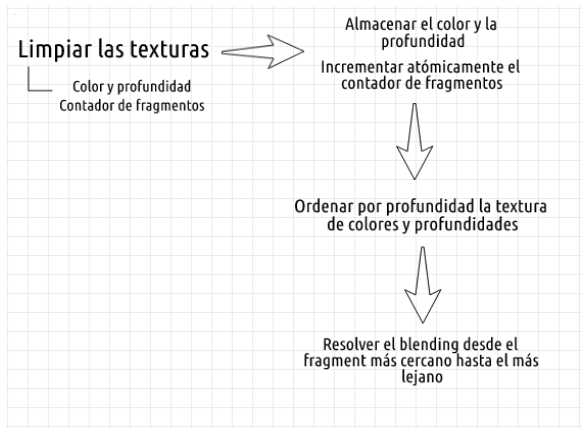 Limpiar las texturas
Color y profundidad
Contador de fragmentos
Almacenar el color y la
profundidad
Incrementar atómicamente el
contador de fragmentos
Ordenar por profundidad la textura
de colores y profundidades
Resolver el blending desde el
fragment más cercano hasta el más
lejano